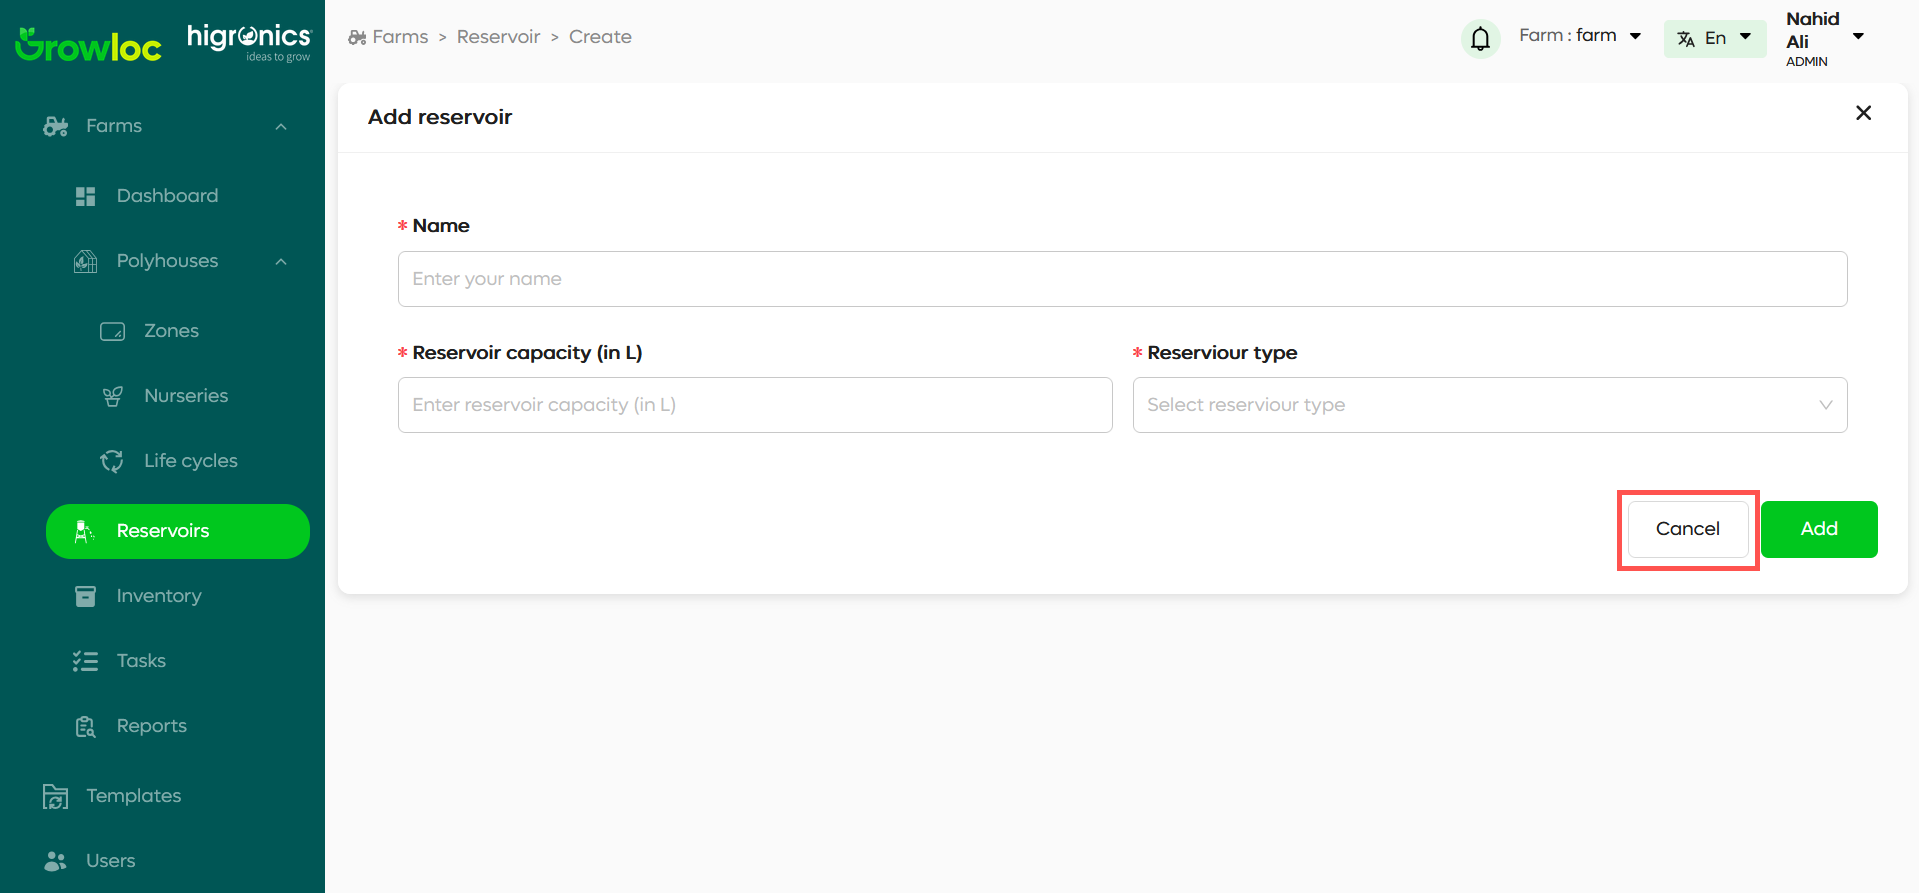 Growloc
higronics
ideas to grow
Farms
Dashboard
Polyhouses
Zones
Nurseries
Life cycles
Reservoirs
Inventory
Tasks
Reports
Templates
Users
Farms > Reservoir > Create
Farm : farm
En
Nahid
Ali
ADMIN
Add reservoir
* Name
Enter your name
* Reservoir capacity (in L)
Enter reservoir capacity (in L)
* Reserviour type
Select reserviour type
Cancel
Add